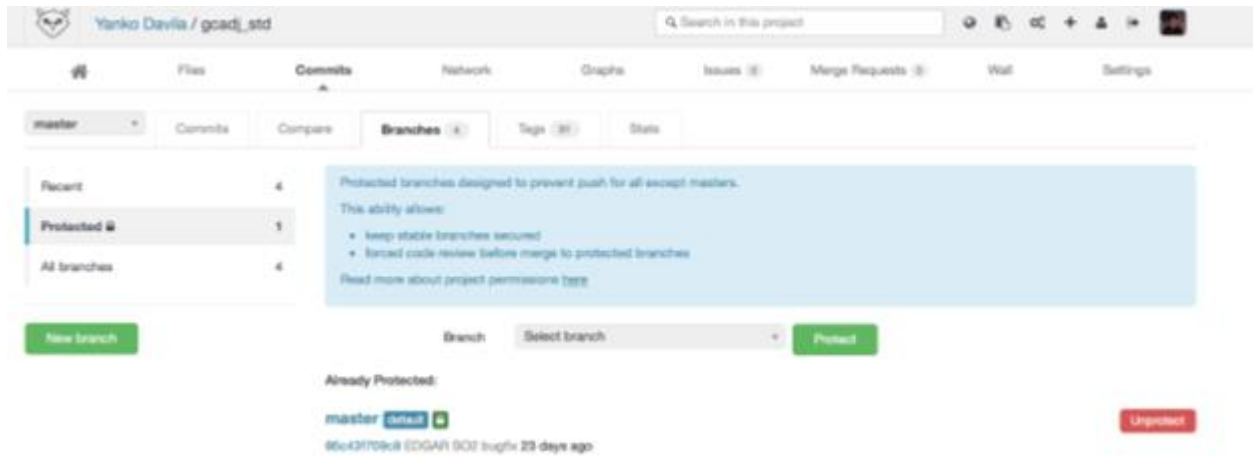 Yanko Davila / gcadj_std
Search in this project
Files Commits Network Graphs Issues Merge Requests Wall Settings
master Commits Compare Branches 4 Tags Stats
Recent 4
Protected 1
All branches 4
New branch
Protected branches designed to prevent push for all except masters.
This ability allows:
keep stable branches secured
forced code review before merge to protected branches
Read more about project permissions here
Branch Select branch Protect
Already Protected:
master default
Unprotect
EDGAR SO2 bugfix 23 days ago